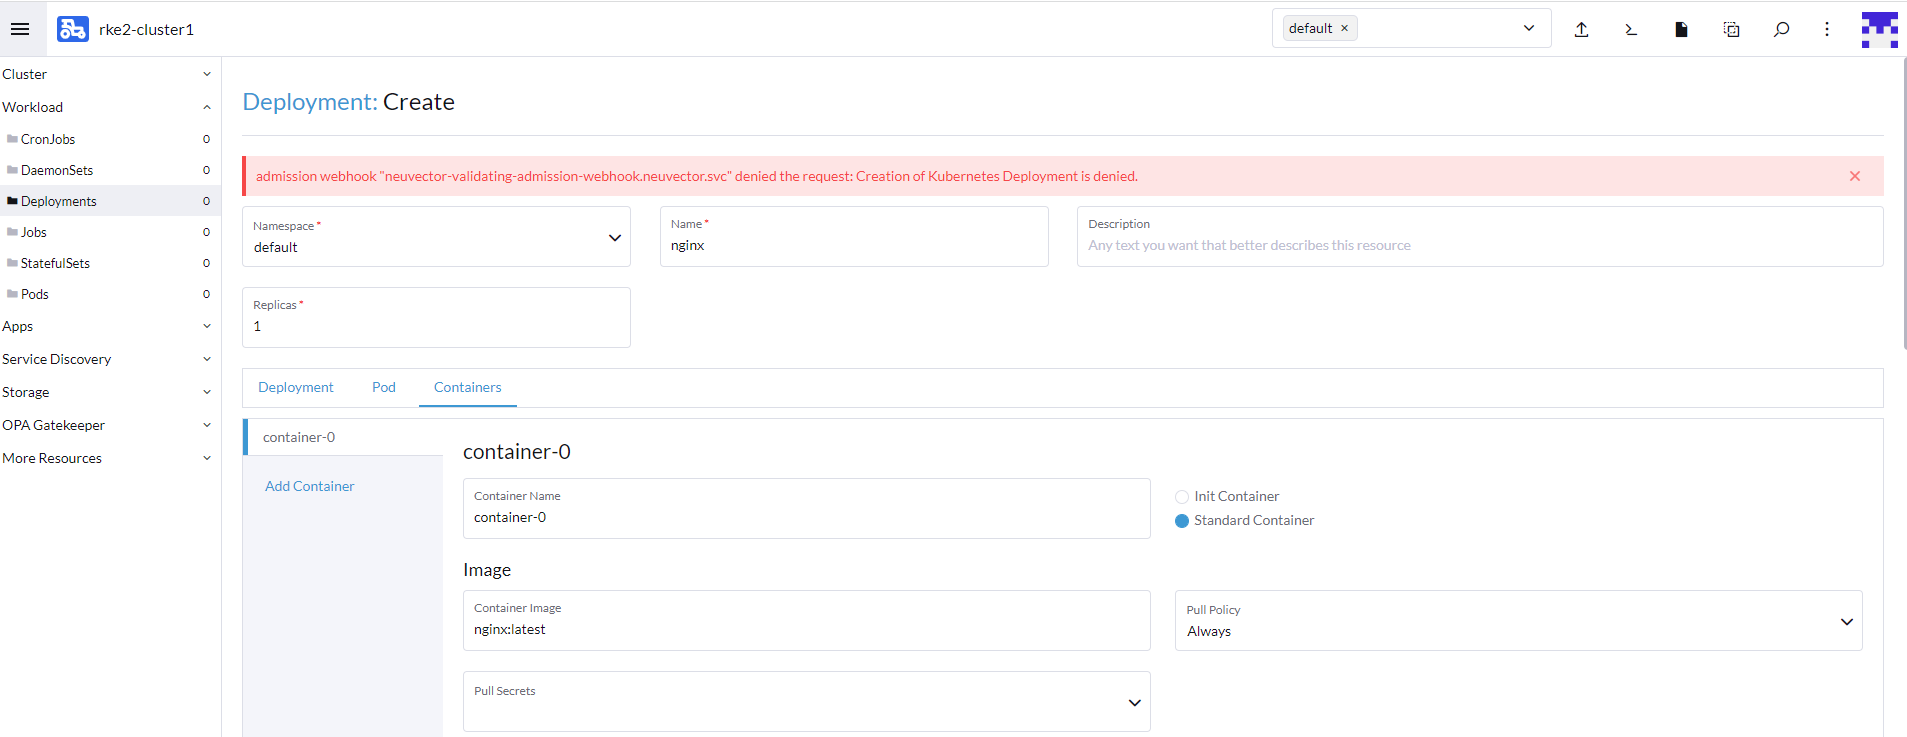 rke2-cluster1
default ×
Cluster
Workload
CronJobs 0
DaemonSets 0
Deployments 0
Jobs 0
StatefulSets 0
Pods 0
Apps
Service Discovery
Storage
OPA Gatekeeper
More Resources
Deployment: Create
admission webhook "neuvector-validating-admission-webhook.neuvector.svc" denied the request: Creation of Kubernetes Deployment is denied.
Namespace *
default
Name *
nginx
Description
Any text you want that better describes this resource
Replicas *
1
Deployment Pod Containers
container-0
Add Container
container-0
Container Name
container-0
Init Container
Standard Container
Image
Container Image
nginx:latest
Pull Policy
Always
Pull Secrets